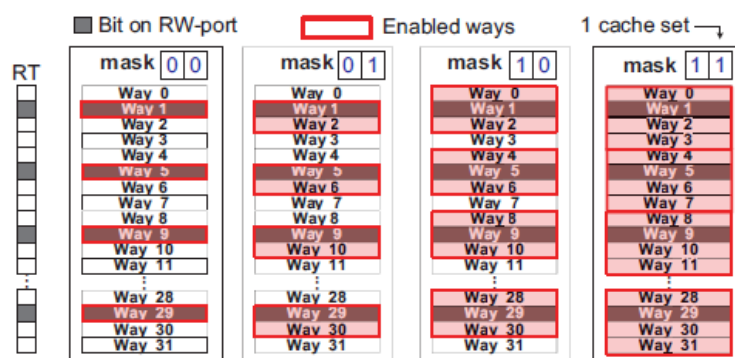 Bit on RW-port
Enabled ways
1 cache set
RT
mask 0 0
Way 0
Way 1
Way 2
Way 3
Way 4
Way 5
Way 6
Way 7
Way 8
Way 9
Way 10
Way 11
Way 28
Way 29
Way 30
Way 31
mask 0 1
Way 0
Way 1
Way 2
Way 3
Way 4
Way 5
Way 6
Way 7
Way 8
Way 9
Way 10
Way 11
Way 28
Way 29
Way 30
Way 31
mask 1 0
Way 0
Way 1
Way 2
Way 3
Way 4
Way 5
Way 6
Way 7
Way 8
Way 9
Way 10
Way 11
Way 28
Way 29
Way 30
Way 31
mask 1 1
Way 0
Way 1
Way 2
Way 3
Way 4
Way 5
Way 6
Way 7
Way 8
Way 9
Way 10
Way 11
Way 28
Way 29
Way 30
Way 31